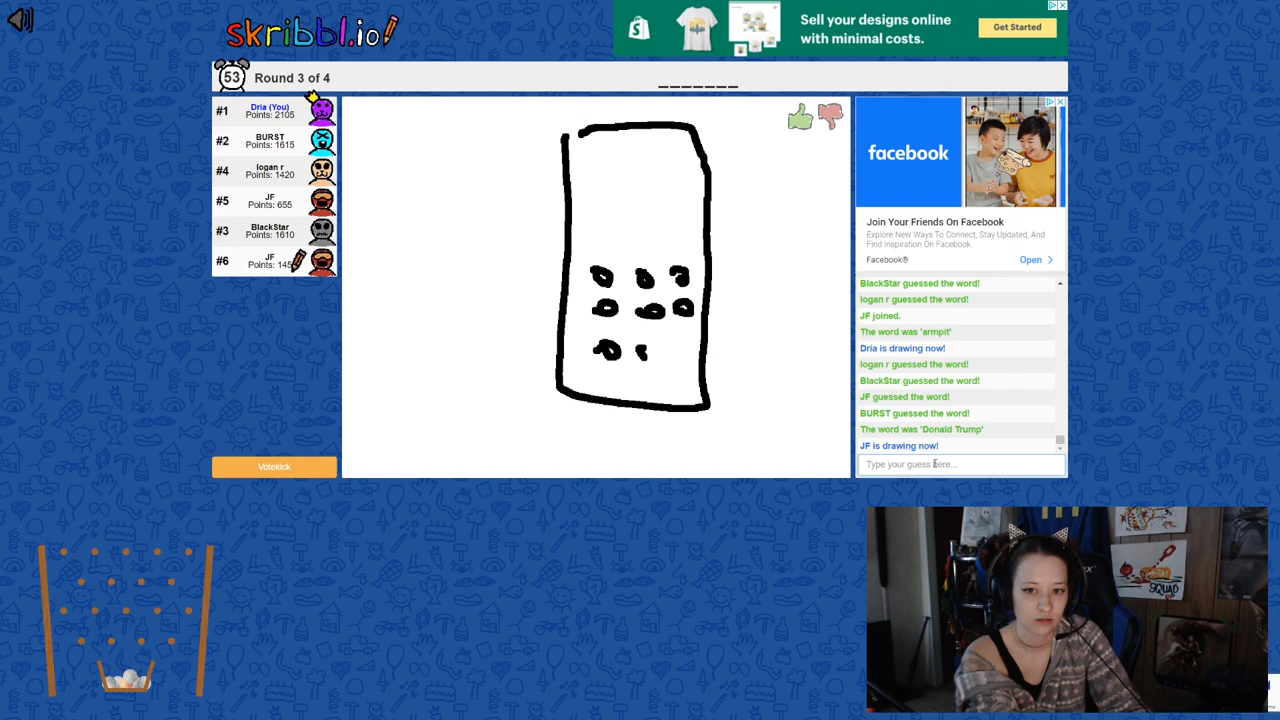 skribbl.io
Sell your designs online
with minimal costs.
Get Started
53
Round 3 of 4
_______
#1
Dria (You)
Points: 2105
#2
BURST
Points: 1615
#4
logan r
Points: 1420
#5
JF
Points: 655
#3
BlackStar
Points: 1610
#6
JF
Points: 145
Votekick
facebook
Join Your Friends On Facebook
Explore New Ways To Connect, Stay Updated, And
Find Inspiration On Facebook.
Facebook®
Open
BlackStar guessed the word!
logan r guessed the word!
JF joined.
The word was 'armpit'
Dria is drawing now!
logan r guessed the word!
BlackStar guessed the word!
JF guessed the word!
BURST guessed the word!
The word was 'Donald Trump'
JF is drawing now!
Type your guess here...
SQUAD